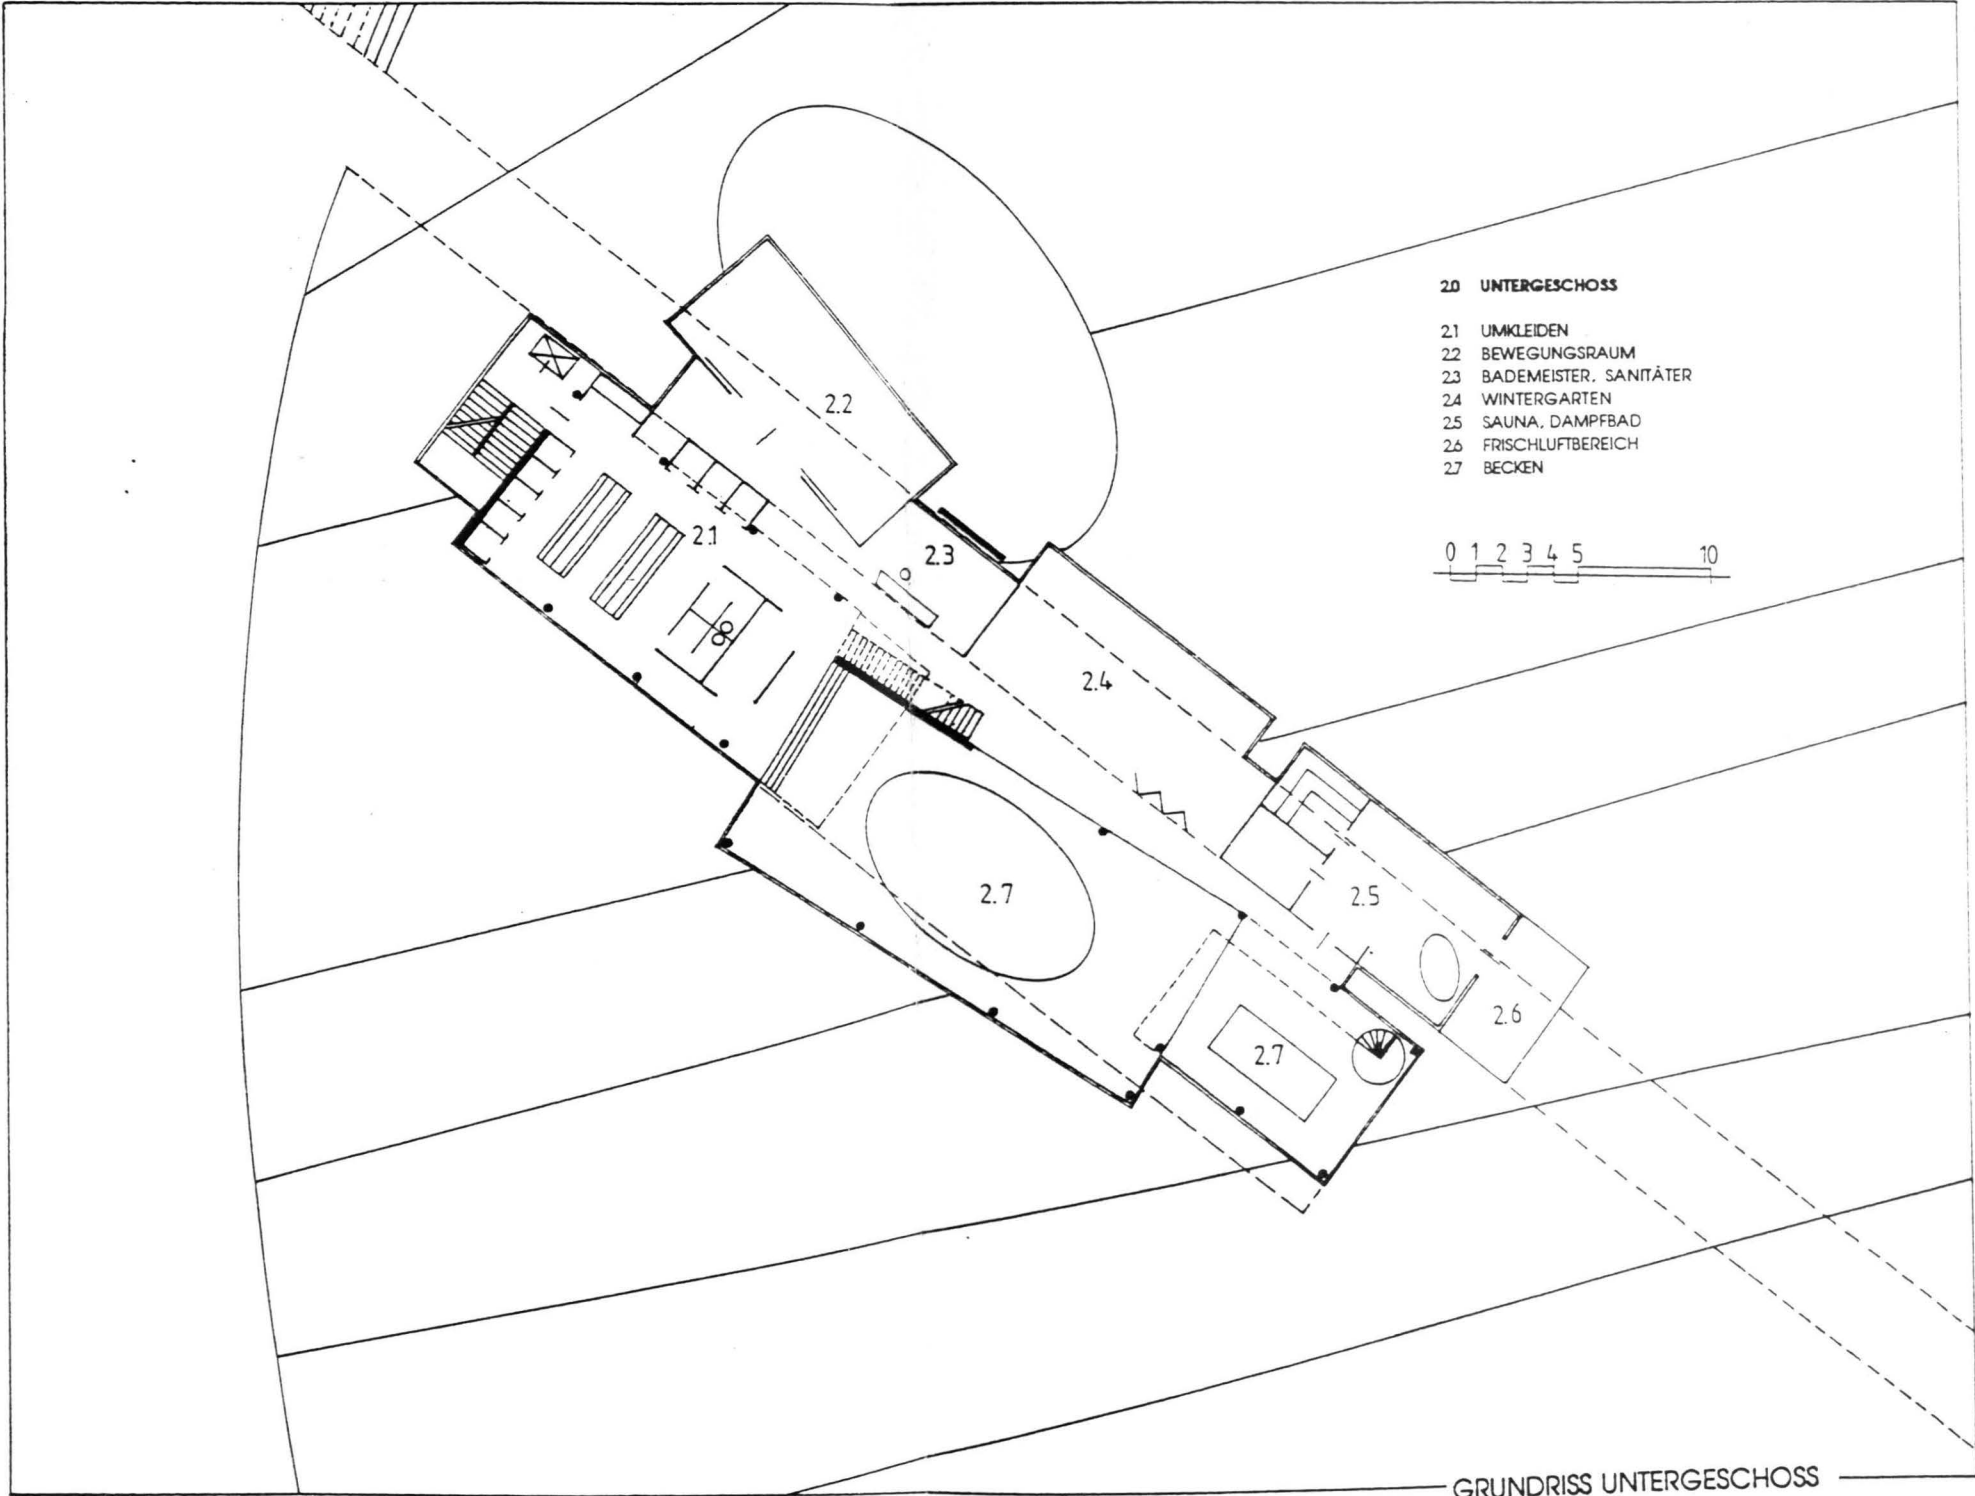 2.0 UNTERGESCHOSS
2.1 UMKLEIDEN
2.2 BEWEGUNGSRAUM
2.3 BADEMEISTER, SANITÄTER
2.4 WINTERGARTEN
2.5 SAUNA, DAMPFBAD
2.6 FRISCHLUFTBEREICH
2.7 BECKEN
0 1 2 3 4 5 10
2.2
2.1
2.3
2.4
2.7
2.5
2.6
2.7
GRUNDRISS UNTERGESCHOSS